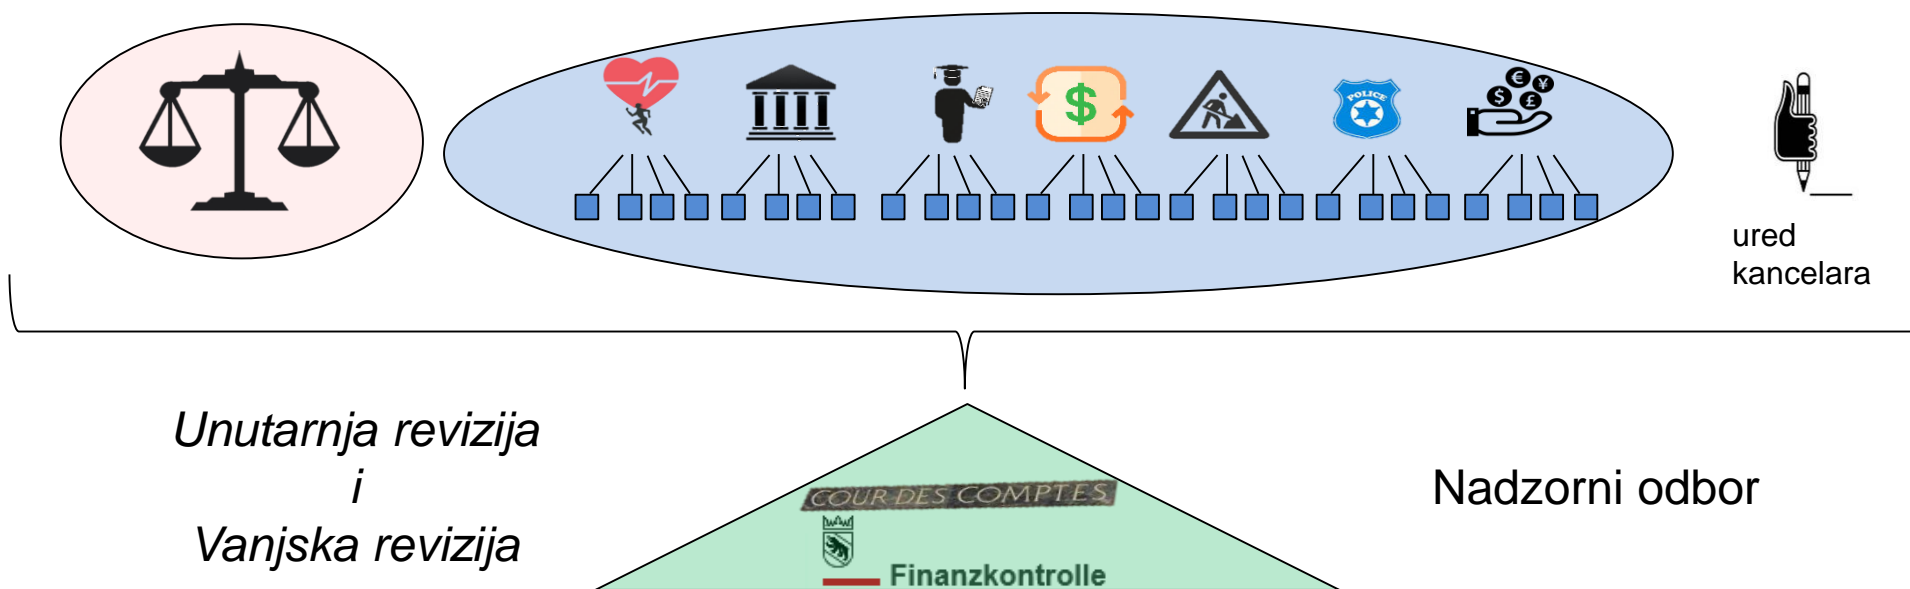 POLICE
$
€
¥
$
£
ured
kancelara
Unutarnja revizija
i
Vanjska revizija
COUR DES COMPTES
Finanzkontrolle
Nadzorni odbor